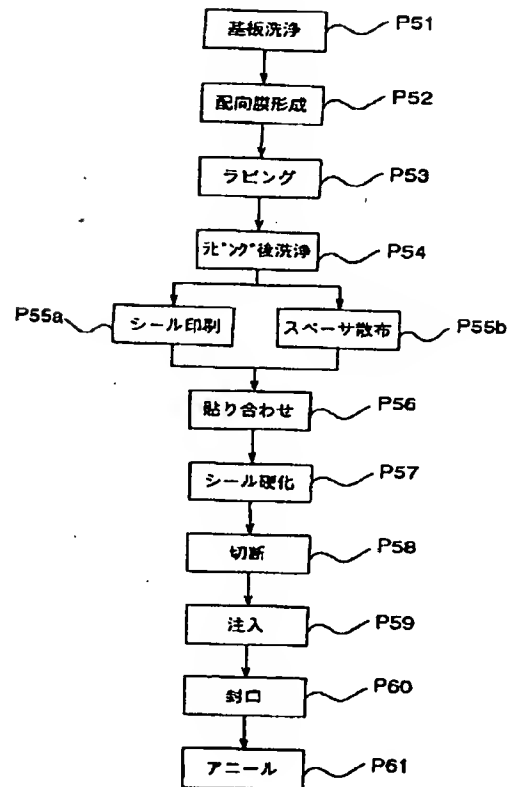 基板洗浄 P51
配向膜形成 P52
ラビング P53
ﾗﾋﾞﾝｸﾞ後洗浄 P54
P55a シール印刷 スペーサ散布 P55b
貼り合わせ P56
シール硬化 P57
切断 P58
注入 P59
封口 P60
アニール P61